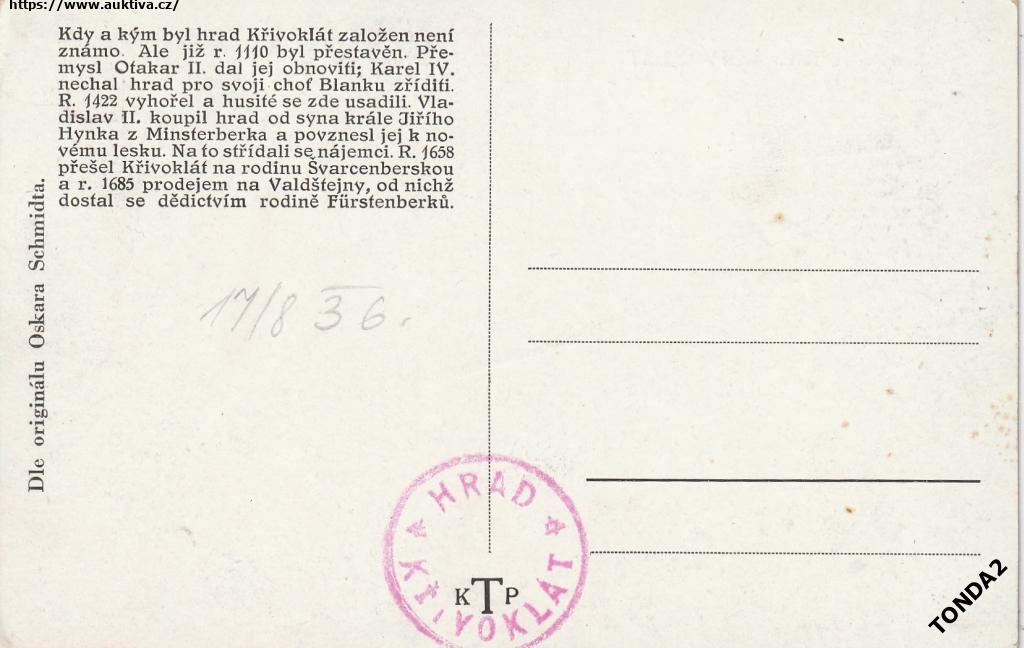 https://www.auktiva.cz/
Kdy a kým byl hrad Křivoklát založen není
známo. Ale již r. 1110 byl přestavěn. Pře-
mysl Otakar II. dal jej obnoviti; Karel IV.
nechal hrad pro svoji choť Blanku zříditi.
R. 1422 vyhořel a husité se zde usadili. Vla-
dislav II. koupil hrad od syna krále Jiřího
Hynka z Minsterberka a povznesl jej k no-
vému lesku. Na to střídali se nájemci. R. 1658
přešel Křivoklát na rodinu Švarcenberskou
a r. 1685 prodejem na Valdštejny, od nichž
dostal se dědictvím rodině Fürstenberků.
Dle originálu Oskara Schmidta.
17/8 36.
HRAD
KŘIVOKLÁT
K T P
TONDA2